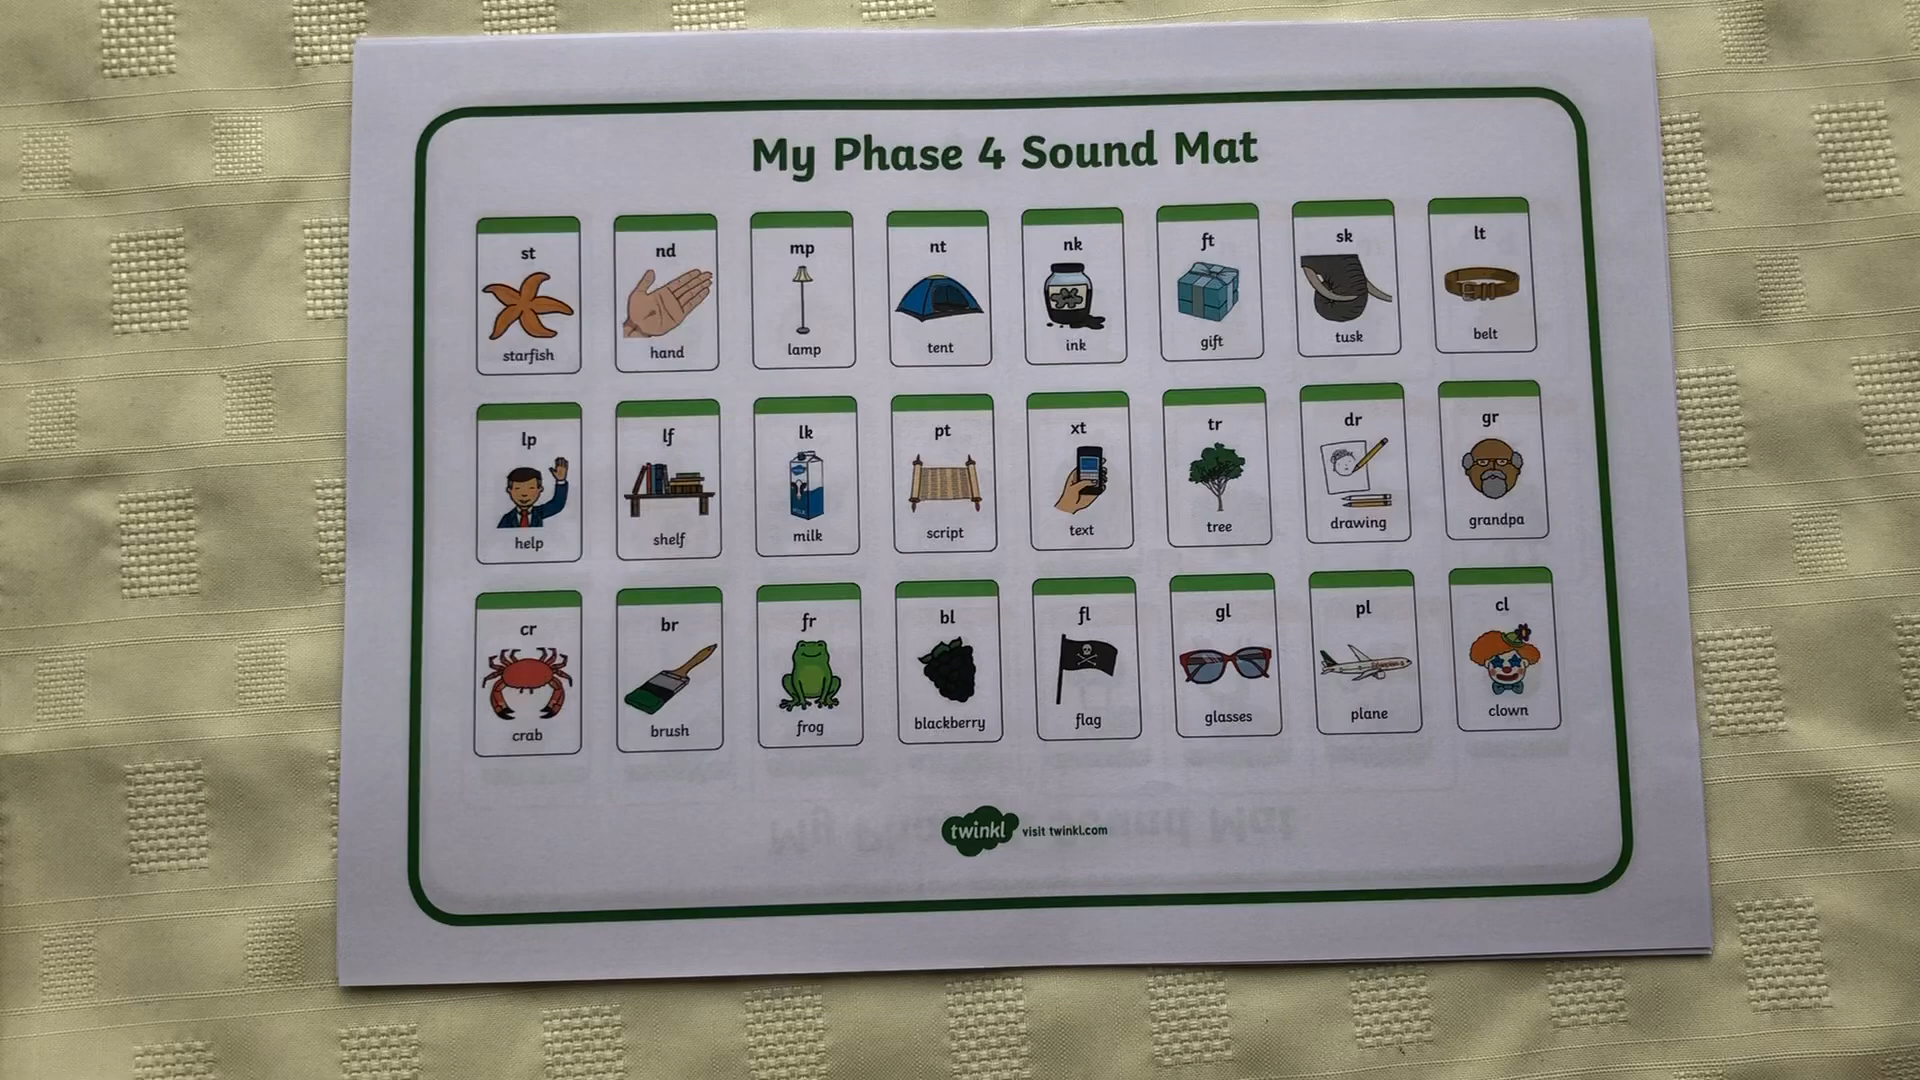 My Phase 4 Sound Mat
st nd mp nt nk ft sk lt
starfish hand lamp tent ink gift tusk belt
lp lf lk pt xt tr dr gr
help shelf milk script text tree drawing grandpa
cr br fr bl fl gl pl cl
crab brush frog blackberry flag glasses plane clown
twinkl visit twinkl.com